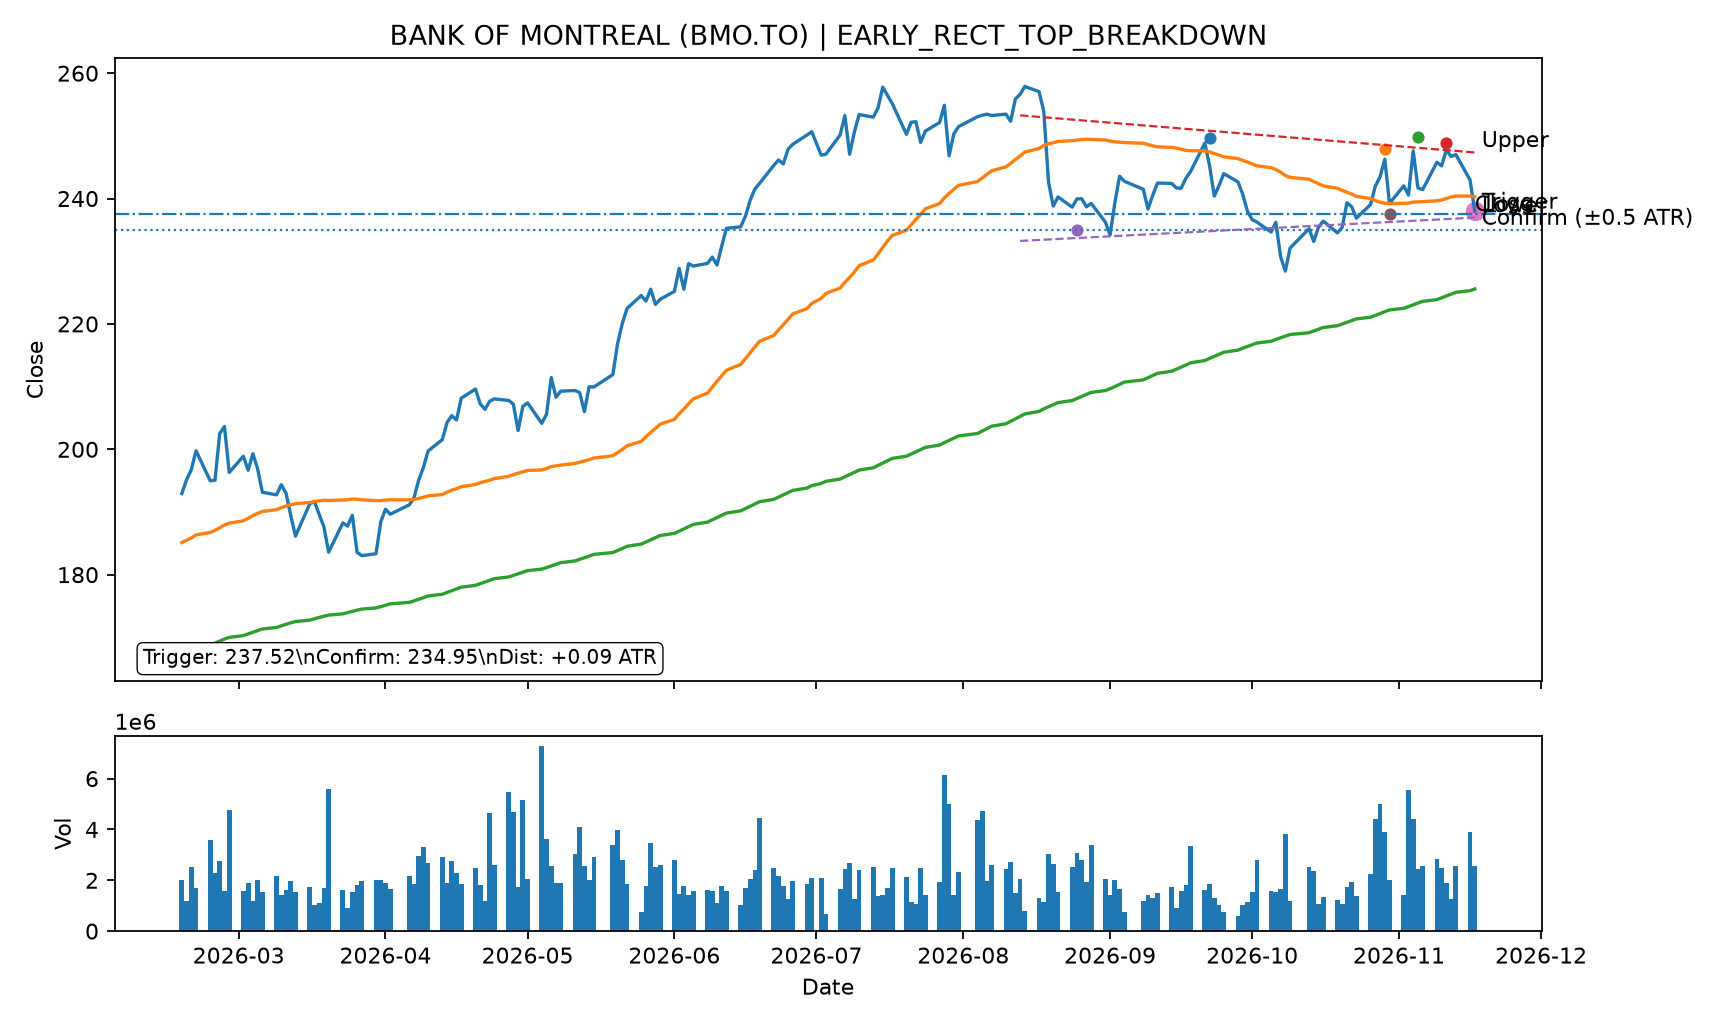 BANK OF MONTREAL (BMO.TO) | EARLY_RECT_TOP_BREAKDOWN
260
240
220
200
180
Close
Upper
Trigger
Close
Confirm (±0.5 ATR)
Trigger: 237.52\nConfirm: 234.95\nDist: +0.09 ATR
1e6
6
4
2
0
Vol
2026-03
2026-04
2026-05
2026-06
2026-07
2026-08
2026-09
2026-10
2026-11
2026-12
Date